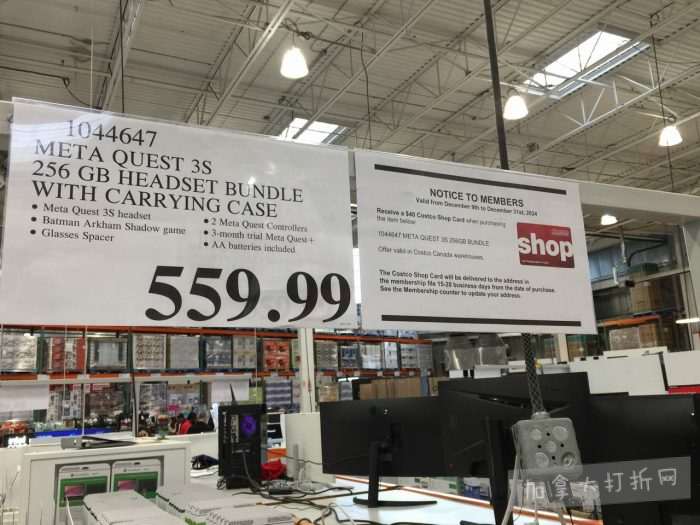 1044647
META QUEST 3S
256 GB HEADSET BUNDLE
WITH CARRYING CASE
• Meta Quest 3S headset
• Batman Arkham Shadow game
• Glasses Spacer
• 2 Meta Quest Controllers
• 3-month trial Meta Quest+
• AA batteries included
559.99
NOTICE TO MEMBERS
Valid from December 9th to December 31st, 2024
Receive a $40 Costco Shop Card when purchasing
the item below:
1044647 META QUEST 3S 256GB BUNDLE
Offer valid in Costco Canada warehouses.
shop
The Costco Shop Card will be delivered to the address in
the membership file 15-20 business days from the date of purchase.
See the Membership counter to update your address.
加拿大打折网